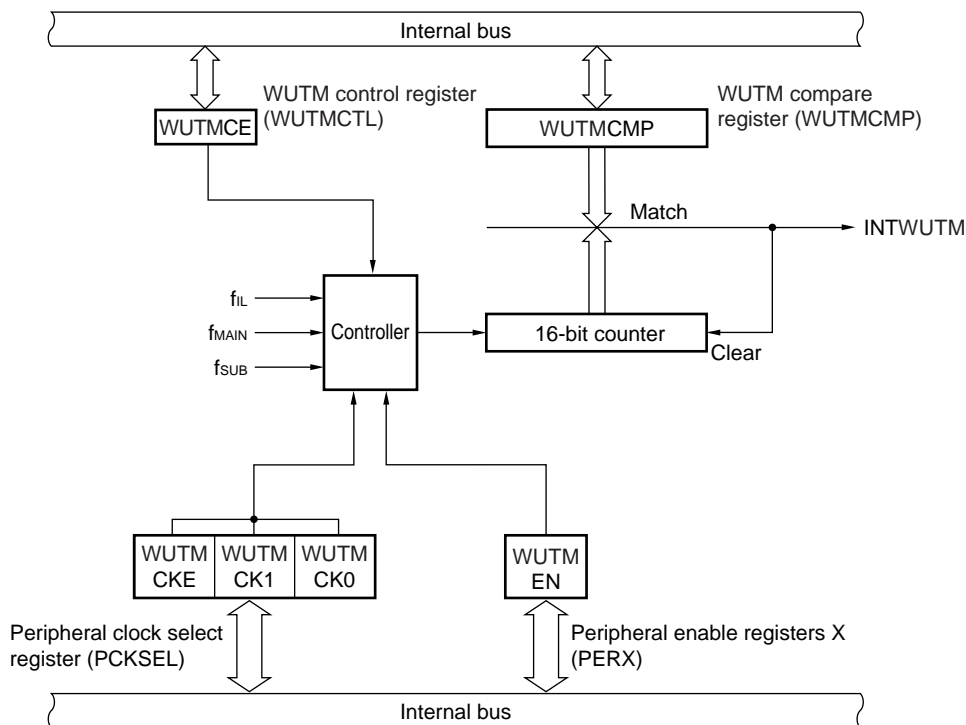 Internal bus
WUTM control register
(WUTMCTL)
WUTM compare
register (WUTMCMP)
WUTMCE
WUTMCMP
Match
INTWUTM
fIL
fMAIN
fSUB
Controller
16-bit counter
Clear
WUTM
CKE
WUTM
CK1
WUTM
CK0
WUTM
EN
Peripheral clock select
register (PCKSEL)
Peripheral enable registers X
(PERX)
Internal bus